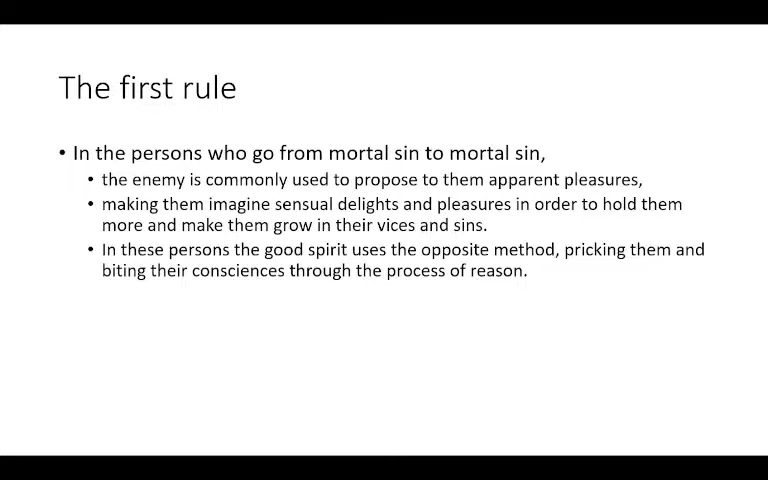 The first rule
• In the persons who go from mortal sin to mortal sin,
• the enemy is commonly used to propose to them apparent pleasures,
• making them imagine sensual delights and pleasures in order to hold them
more and make them grow in their vices and sins.
• In these persons the good spirit uses the opposite method, pricking them and
biting their consciences through the process of reason.